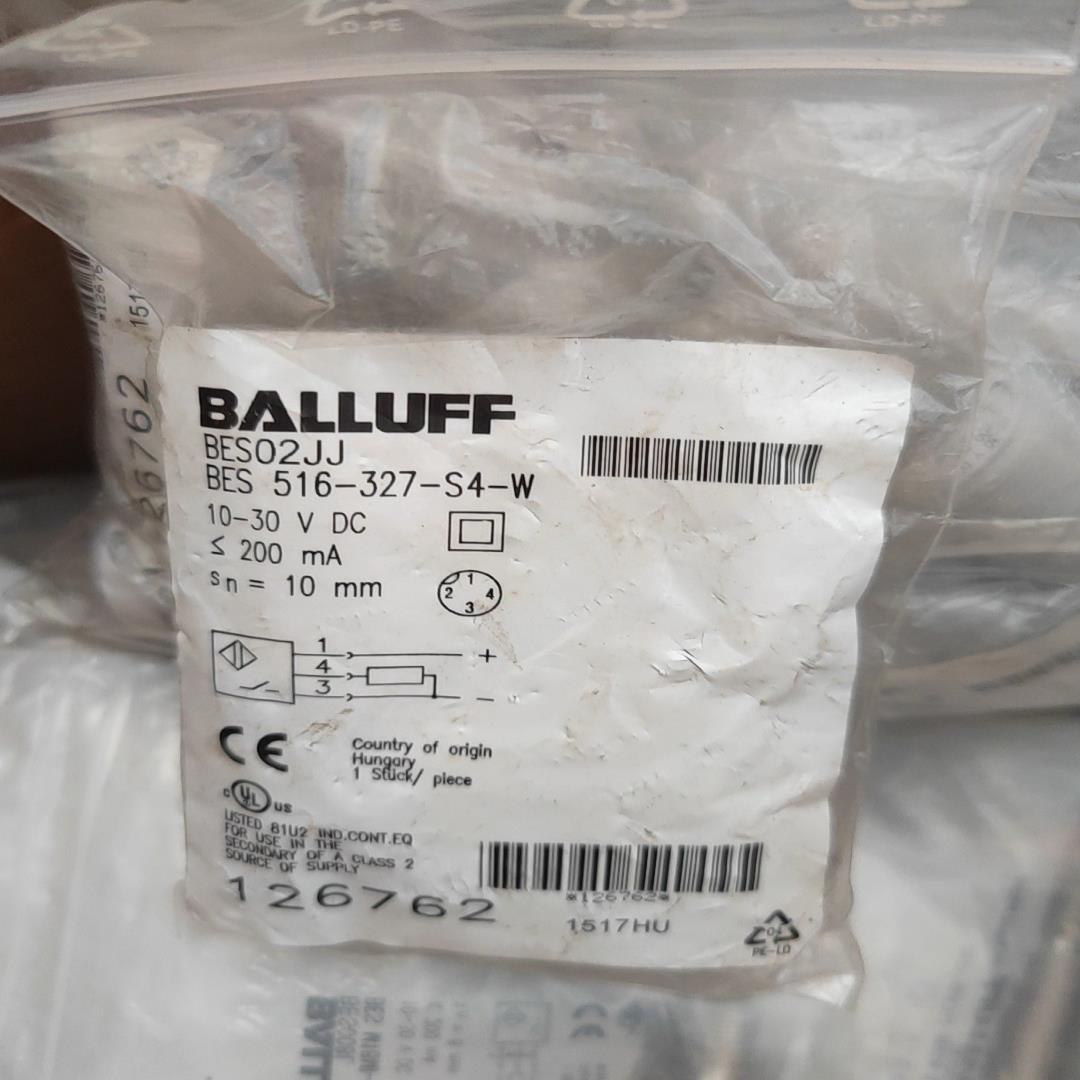 LD-PE
LD-PE
BALLUFF
BES02JJ
BES 516-327-S4-W
10-30 V DC
≤ 200 mA
sn = 10 mm
1
2
4
3
1
+
4
3
-
CE
Country of origin
Hungary
1 Stück/ piece
c UL US
LISTED 81U2 IND.CONT.EQ
FOR USE IN THE
SECONDARY OF A CLASS 2
SOURCE OF SUPPLY
126762
*126762*
1517HU
04
PE-LD
126762